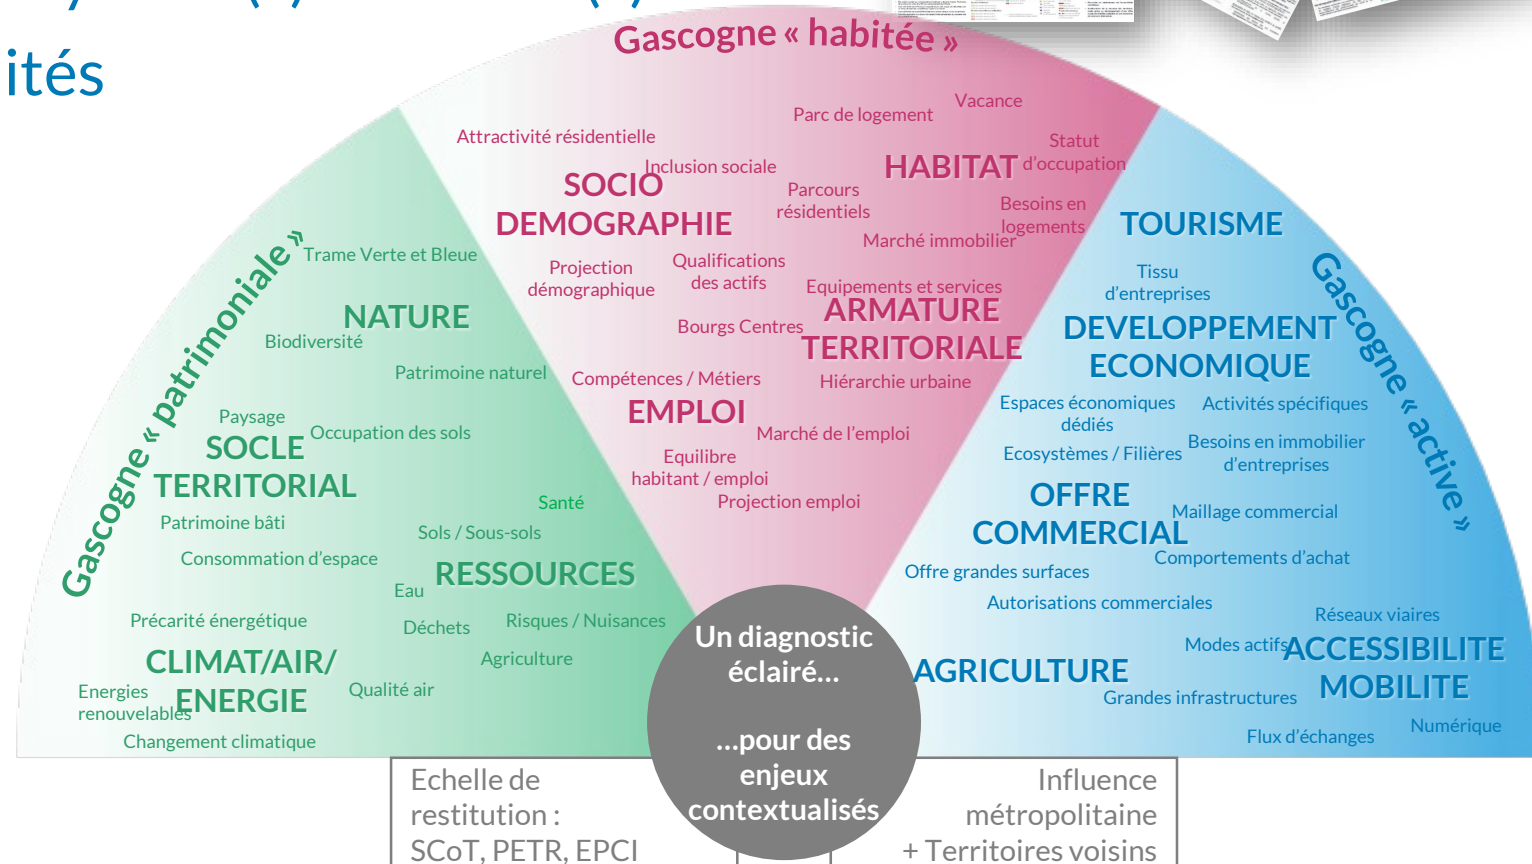 ités
Gascogne « habitée »
Vacance
Parc de logement
Attractivité résidentielle
Statut
d’occupation
Inclusion sociale
HABITAT
SOCIO
DEMOGRAPHIE
Parcours
résidentiels
Besoins en
logements
Marché immobilier
Projection
démographique
Qualifications
des actifs
Equipements et services
ARMATURE
TERRITORIALE
Bourgs Centres
Hiérarchie urbaine
Compétences / Métiers
EMPLOI
Marché de l’emploi
Equilibre
habitant / emploi
Projection emploi
Gascogne « patrimoniale »
Trame Verte et Bleue
NATURE
Biodiversité
Patrimoine naturel
Paysage
Occupation des sols
SOCLE
TERRITORIAL
Patrimoine bâti
Santé
Sols / Sous-sols
Consommation d’espace
RESSOURCES
Eau
Précarité énergétique
Déchets
Risques / Nuisances
Agriculture
CLIMAT/AIR/
ENERGIE
Energies
renouvelables
Qualité air
Changement climatique
Gascogne « active »
TOURISME
Tissu
d’entreprises
DEVELOPPEMENT
ECONOMIQUE
Espaces économiques
dédiés
Activités spécifiques
Ecosystèmes / Filières
Besoins en immobilier
d’entreprises
OFFRE
COMMERCIAL
Maillage commercial
Comportements d’achat
Offre grandes surfaces
Autorisations commerciales
Réseaux viaires
Modes actifs
ACCESSIBILITE
MOBILITE
AGRICULTURE
Grandes infrastructures
Numérique
Flux d’échanges
Un diagnostic
éclairé…
…pour des
enjeux
contextualisés
Echelle de
restitution :
SCoT, PETR, EPCI
Influence
métropolitaine
+ Territoires voisins